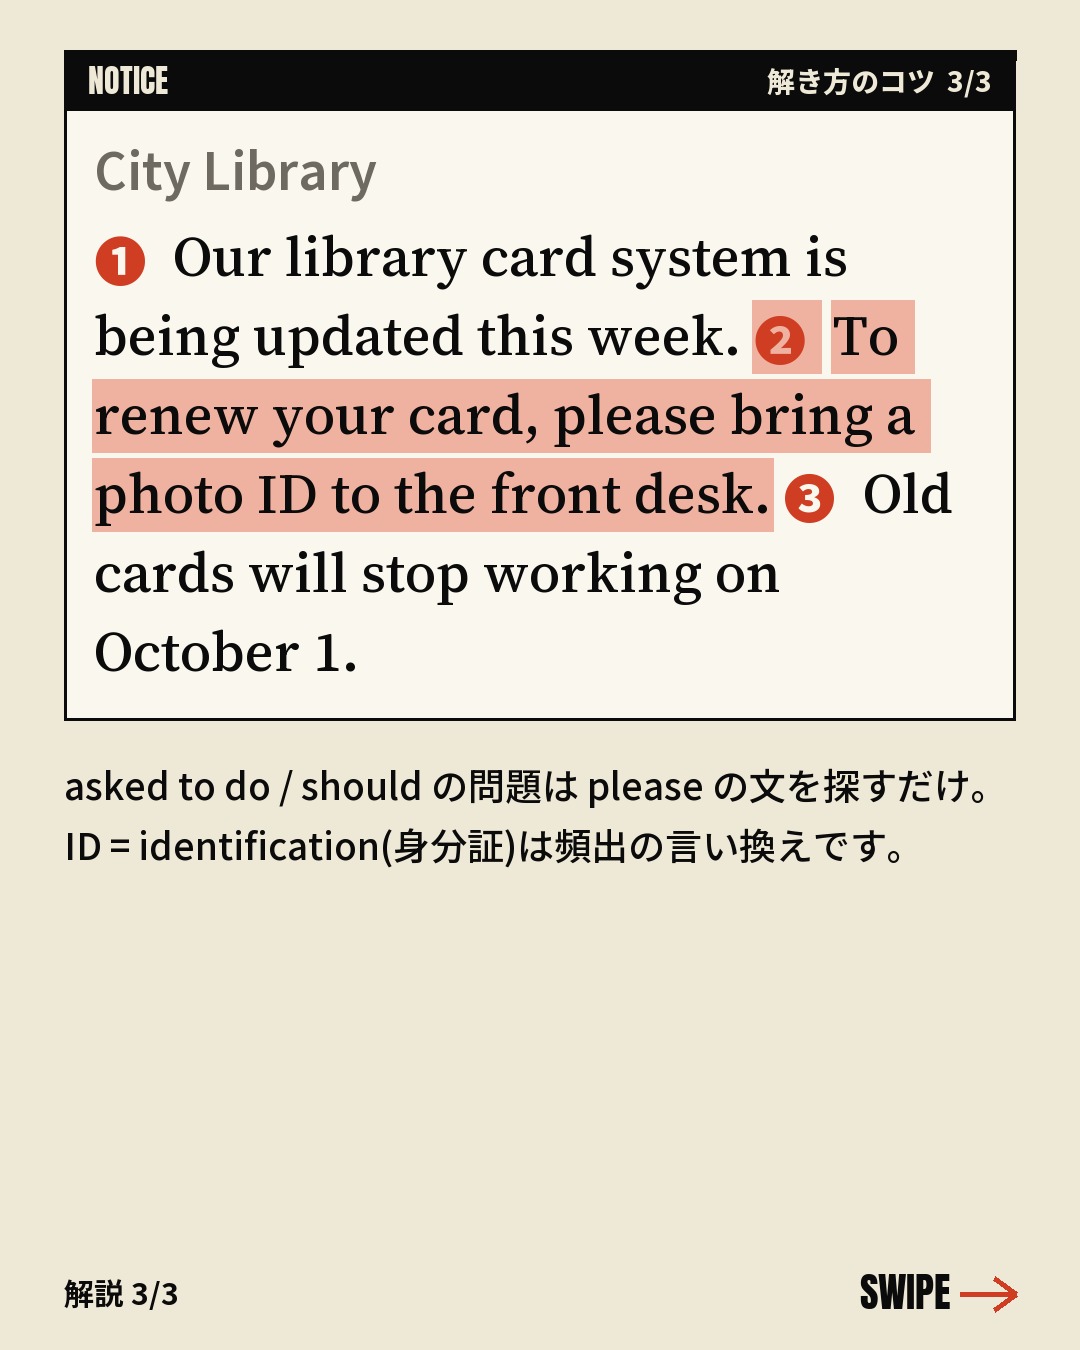 NOTICE
解き方のコツ 3/3
City Library
1 Our library card system is
being updated this week. 2 To
renew your card, please bring a
photo ID to the front desk. 3 Old
cards will stop working on
October 1.
asked to do / should の問題は please の文を探すだけ。
ID = identification(身分証)は頻出の言い換えです。
解説 3/3
SWIPE